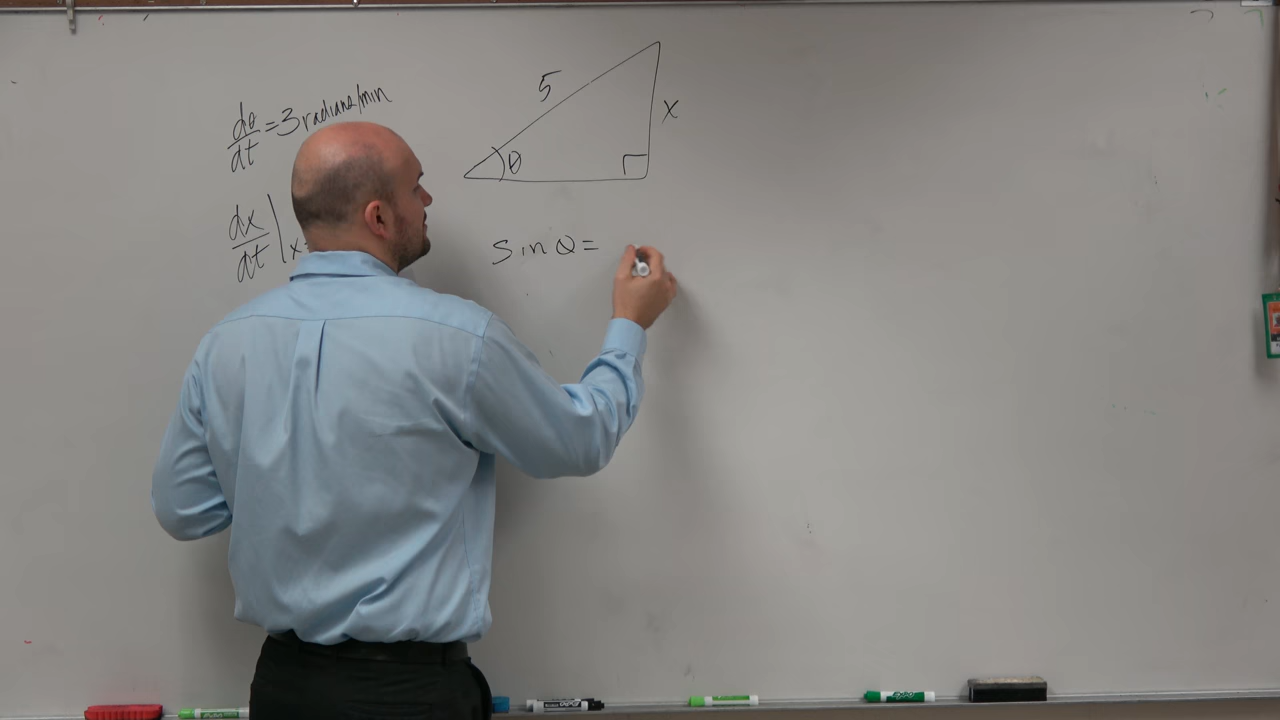 dθ/dt = 3 radians/min
5
x
θ
dx/dt | x
sin θ =